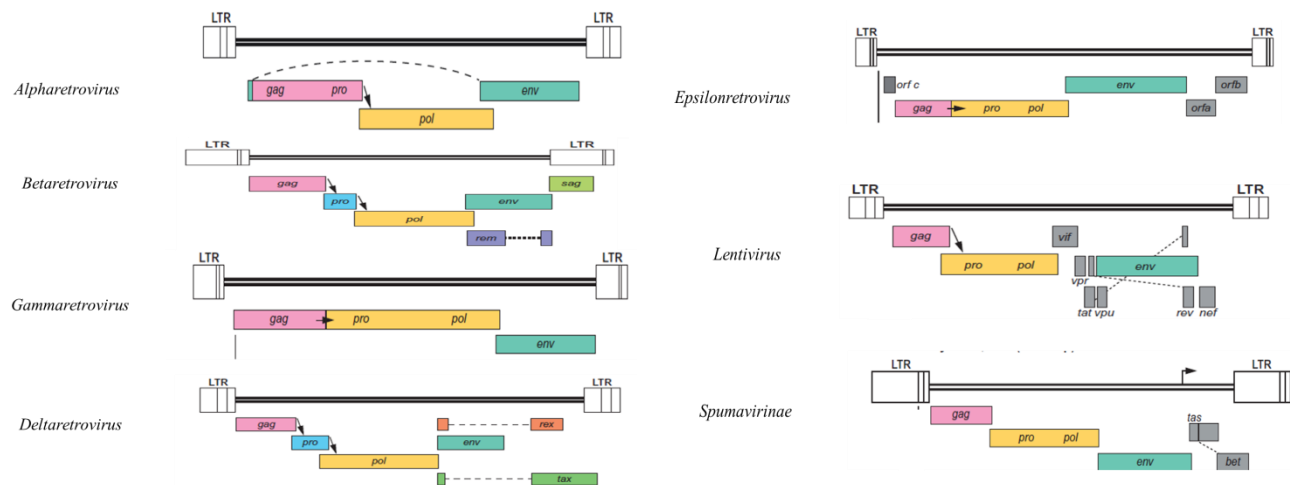 LTR LTR
Alpharetrovirus
gag pro env
pol
LTR LTR
Betaretrovirus
gag sag
pro env
pol
rem
LTR LTR
Gammaretrovirus
gag pro pol
env
LTR LTR
Deltaretrovirus
gag rex
pro env
pol
tax
LTR LTR
Epsilonretrovirus
orf c env orfb
gag pro pol orfa
LTR LTR
Lentivirus
gag vif
pro pol env
vpr
tat vpu rev nef
LTR LTR
Spumavirinae
gag tas
pro pol
env bet